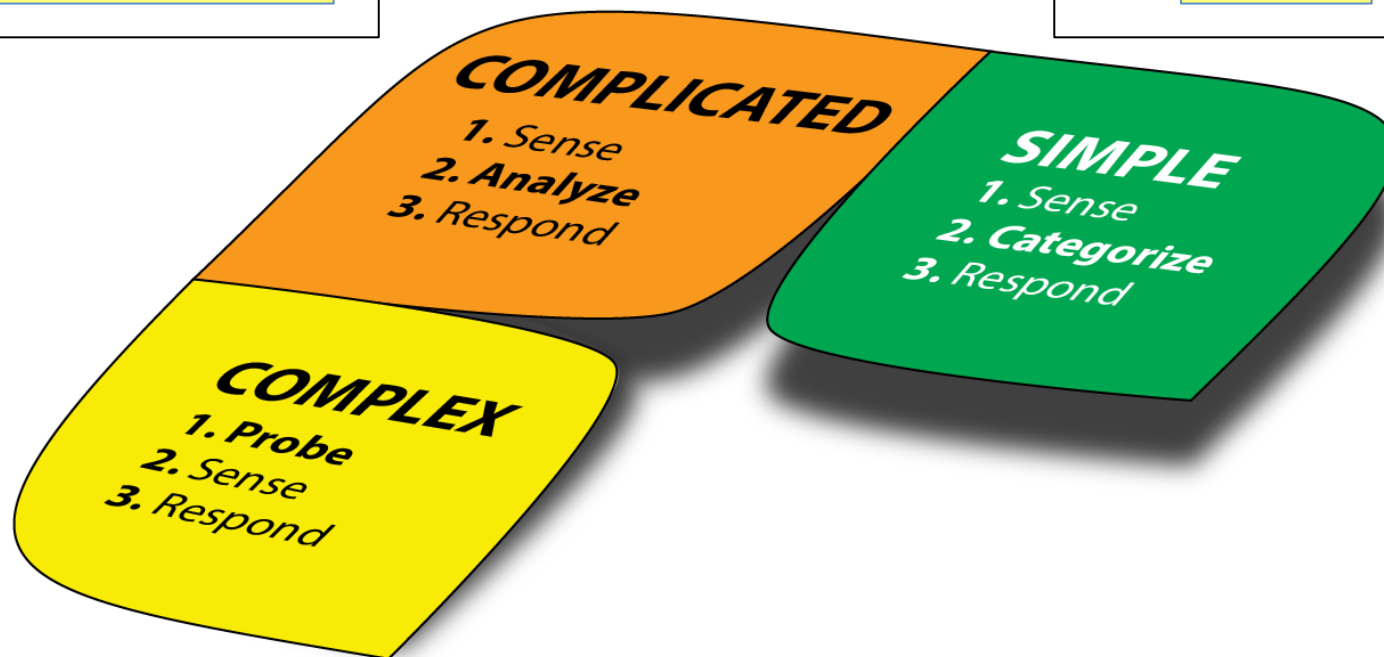 COMPLICATED
1. Sense
2. Analyze
3. Respond
SIMPLE
1. Sense
2. Categorize
3. Respond
COMPLEX
1. Probe
2. Sense
3. Respond